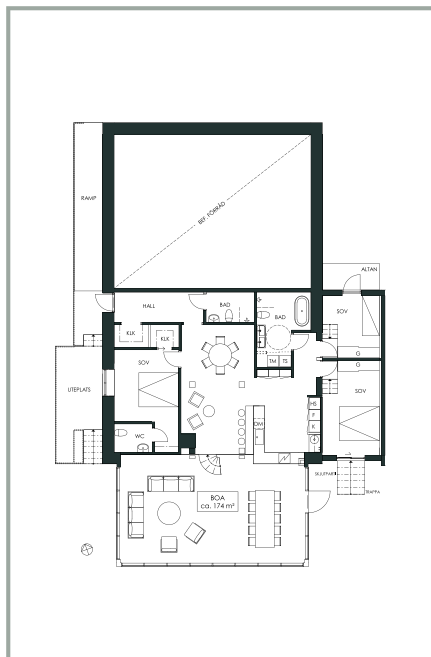 RAMP
BEF. FÖRRÅD
ALTAN
HALL
BAD
BAD
SOV
KLK
KLK
TM
TS
G
G
UTEPLATS
SOV
SOV
HS
F
K
DM
WC
SKJUTPARTI
TRAPPA
BOA
ca. 174 m²